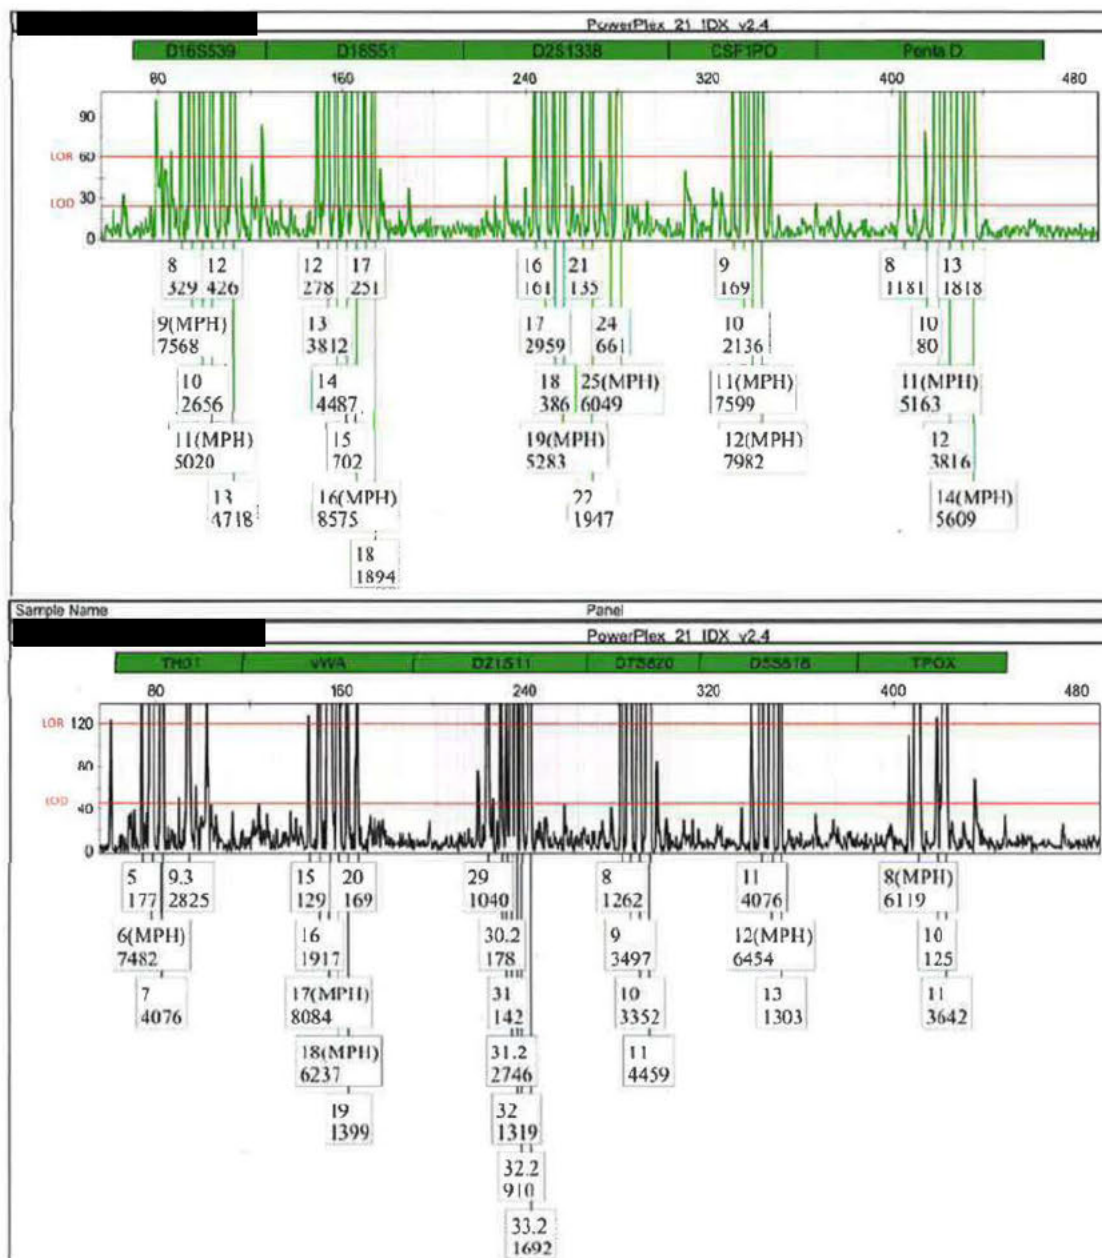 PowerPlex 21 IDX v2.4
D16S539 D18S51 D2S1338 CSF1PO Penta D
80 160 240 320 400 480
90
LOR 60
LOD 30
0
8 12 12 17 16 21 9 8 13
329 426 278 251 161 135 169 1181 1818
9(MPH) 13 17 24 10 10
7568 3812 2959 661 2136 80
10 14 18 25(MPH) 11(MPH) 11(MPH)
2656 4487 386 6049 7599 5163
11(MPH) 15 19(MPH) 12(MPH) 12
5020 702 5283 7982 3816
13 16(MPH) 22 14(MPH)
4718 8575 1947 5609
18
1894
Sample Name Panel
PowerPlex 21 IDX v2.4
TH01 vWA D21S11 D7S820 D5S818 TPOX
80 160 240 320 400 480
LOR 120
80
LOD 40
0
5 9.3 15 20 29 8 11 8(MPH)
177 2825 129 169 1040 1262 4076 6119
6(MPH) 16 30.2 9 12(MPH) 10
7482 1917 178 3497 6454 125
7 17(MPH) 31 10 13 11
4076 8084 142 3352 1303 3642
18(MPH) 31.2 11
6237 2746 4459
19 32
1399 1319
32.2
910
33.2
1692